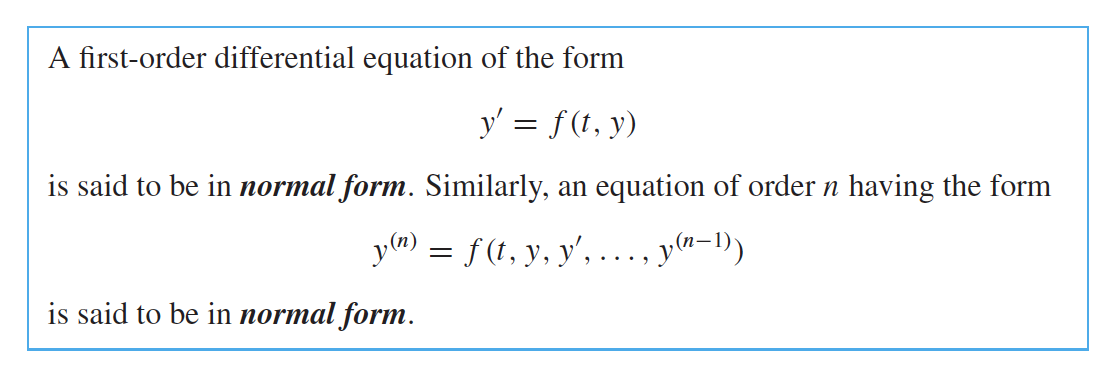 A first-order differential equation of the form
y′ = f(t, y)
is said to be in normal form. Similarly, an equation of order n having the form
y⁽ⁿ⁾ = f(t, y, y′, . . . , y⁽ⁿ⁻¹⁾)
is said to be in normal form.